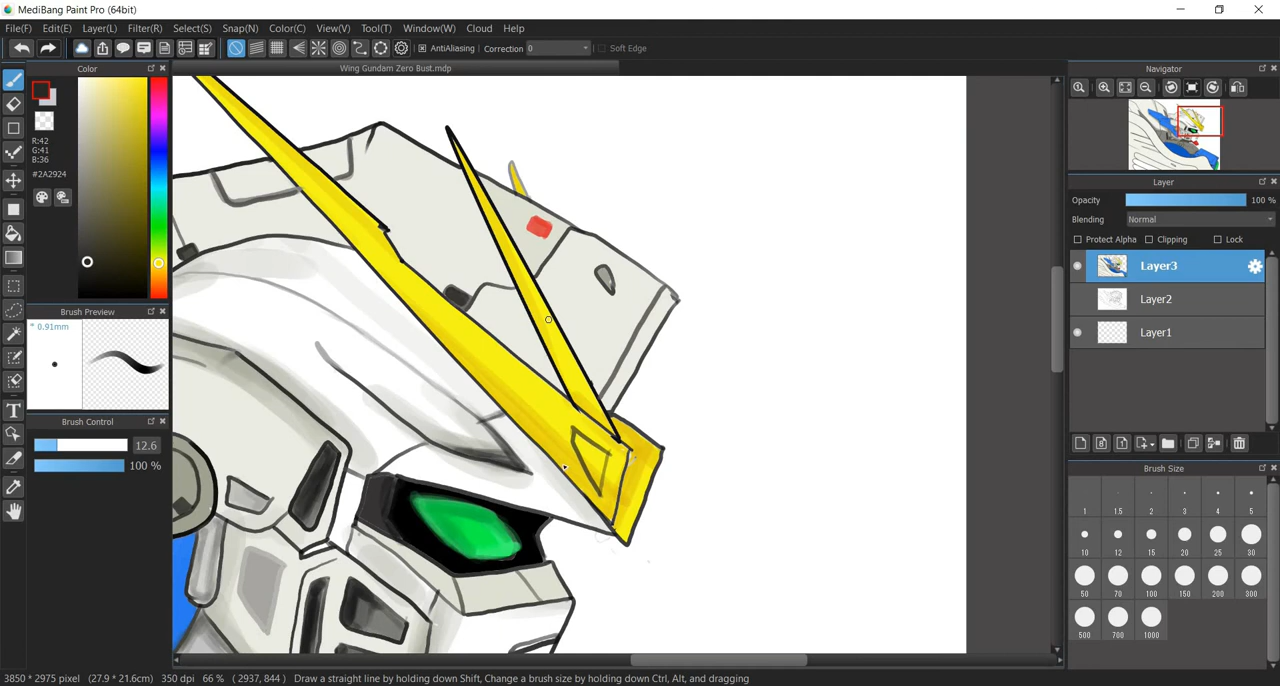 MediBang Paint Pro (64bit)
File(F) Edit(E) Layer(L) Filter(R) Select(S) Snap(N) Color(C) View(V) Tool(T) Window(W) Cloud Help
AntiAliasing Correction 0 Soft Edge
Color
Wing Gundam Zero Bust.mdp
Navigator
R:42
G:41
B:36
#2A2924
Layer
Opacity 100 %
Blending Normal
Protect Alpha Clipping Lock
Layer3
Layer2
Layer1
Brush Preview
* 0.91mm
Brush Control
12.6
100 %
Brush Size
1 1.5 2 3 4 5
10 12 15 20 25 30
50 70 100 150 200 300
500 700 1000
3850 * 2975 pixel (27.9 * 21.6cm) 350 dpi 66 % ( 2937, 844 ) Draw a straight line by holding down Shift, Change a brush size by holding down Ctrl, Alt, and dragging